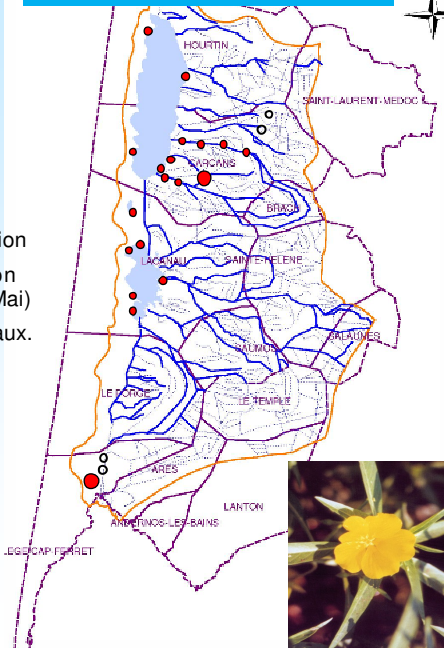 HOURTIN
SAINT-LAURENT-MEDOC
CARCANS
BRACH
ion
on
LACANAU
SAINTE-HELENE
Mai)
aux.
SAUMOS
SALAUNES
LE PORGE
LE TEMPLE
ARES
LANTON
ANDERNOS-LES-BAINS
LEGE-CAP-FERRET